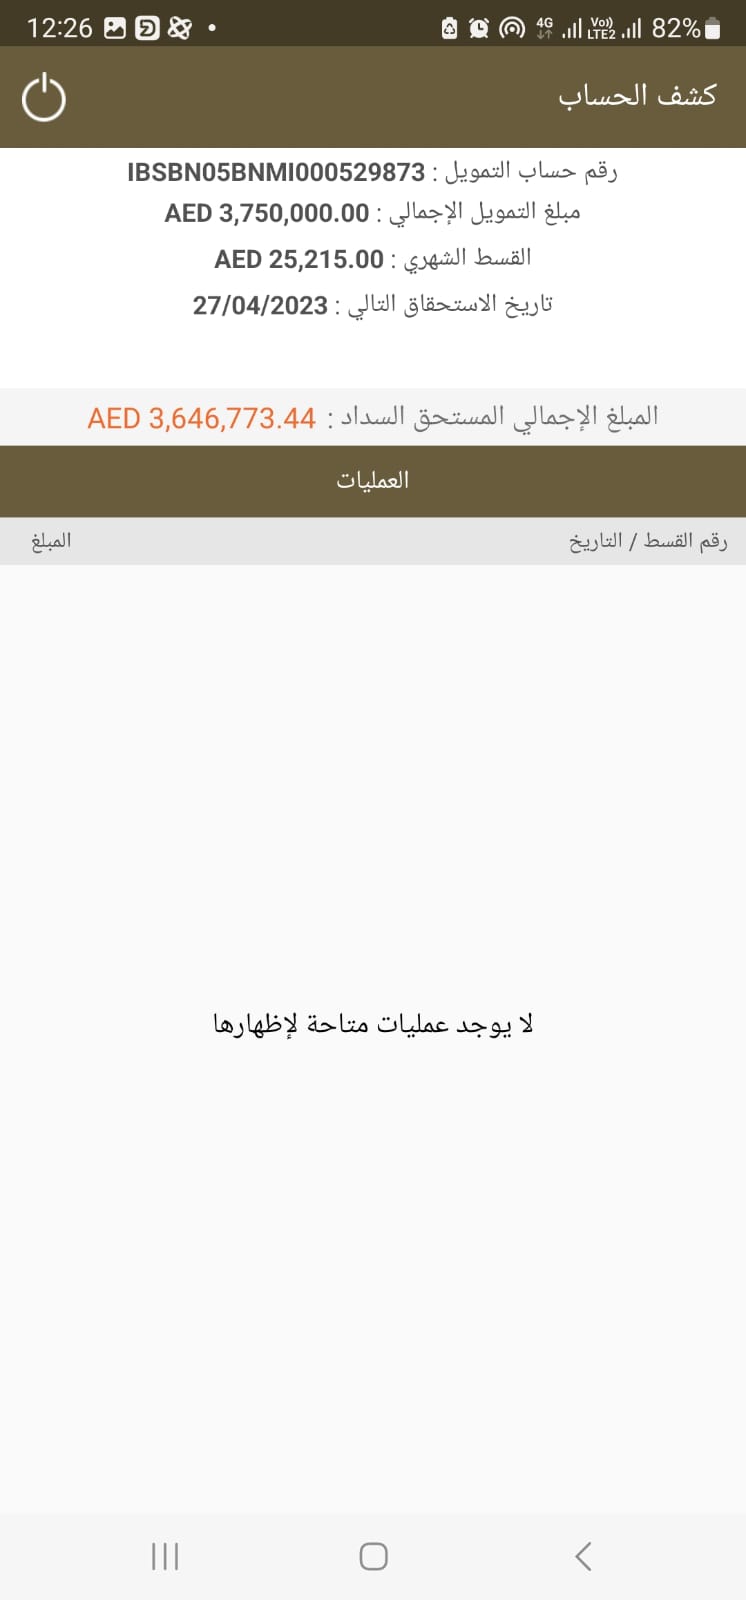 12:26
4G Vo)) LTE2 82%
كشف الحساب
رقم حساب التمويل : IBSBN05BNMI000529873
مبلغ التمويل الإجمالي : AED 3,750,000.00
القسط الشهري : AED 25,215.00
تاريخ الاستحقاق التالي : 27/04/2023
المبلغ الإجمالي المستحق السداد : AED 3,646,773.44
العمليات
رقم القسط / التاريخ المبلغ
لا يوجد عمليات متاحة لإظهارها